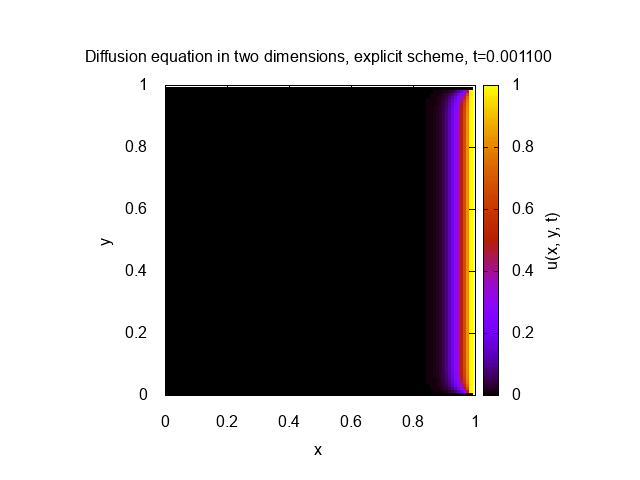 Diffusion equation in two dimensions, explicit scheme, t=0.001100
1
0.8
0.6
0.4
0.2
0
y
0 0.2 0.4 0.6 0.8 1
x
1
0.8
0.6
0.4
0.2
0
u(x, y, t)